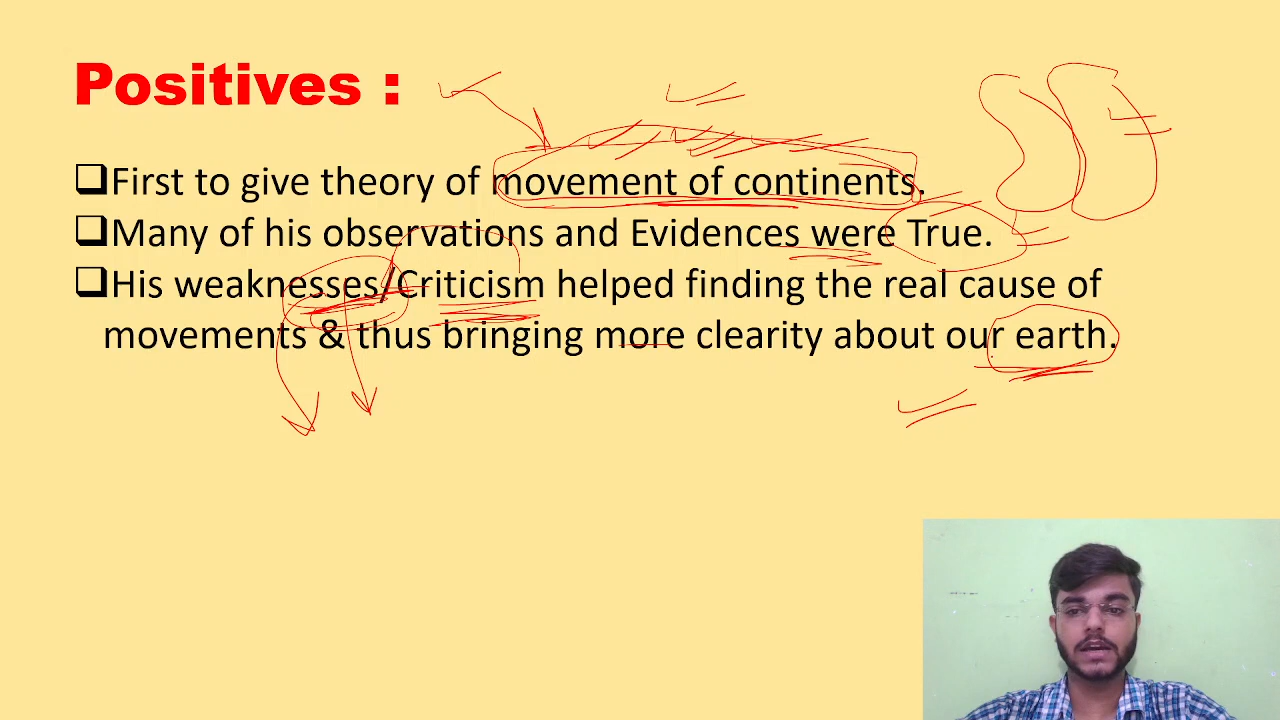 Positives :
❑First to give theory of movement of continents.
❑Many of his observations and Evidences were True.
❑His weaknesses/Criticism helped finding the real cause of
movements & thus bringing more clearity about our earth.